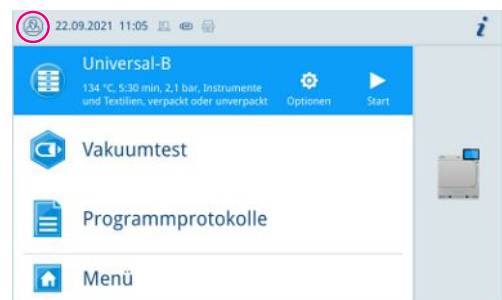 22.09.2021 11:05
i
Universal-B
134 °C, 5:30 min, 2,1 bar, Instrumente
und Textilien, verpackt oder unverpackt
Optionen
Start
Vakuumtest
Programmprotokolle
Menü